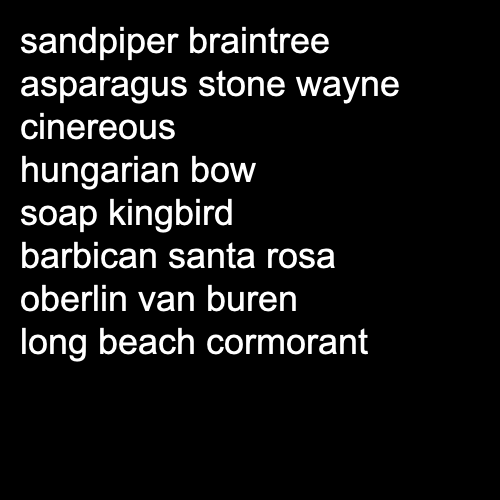 sandpiper braintree
asparagus stone wayne
cinereous
hungarian bow
soap kingbird
barbican santa rosa
oberlin van buren
long beach cormorant